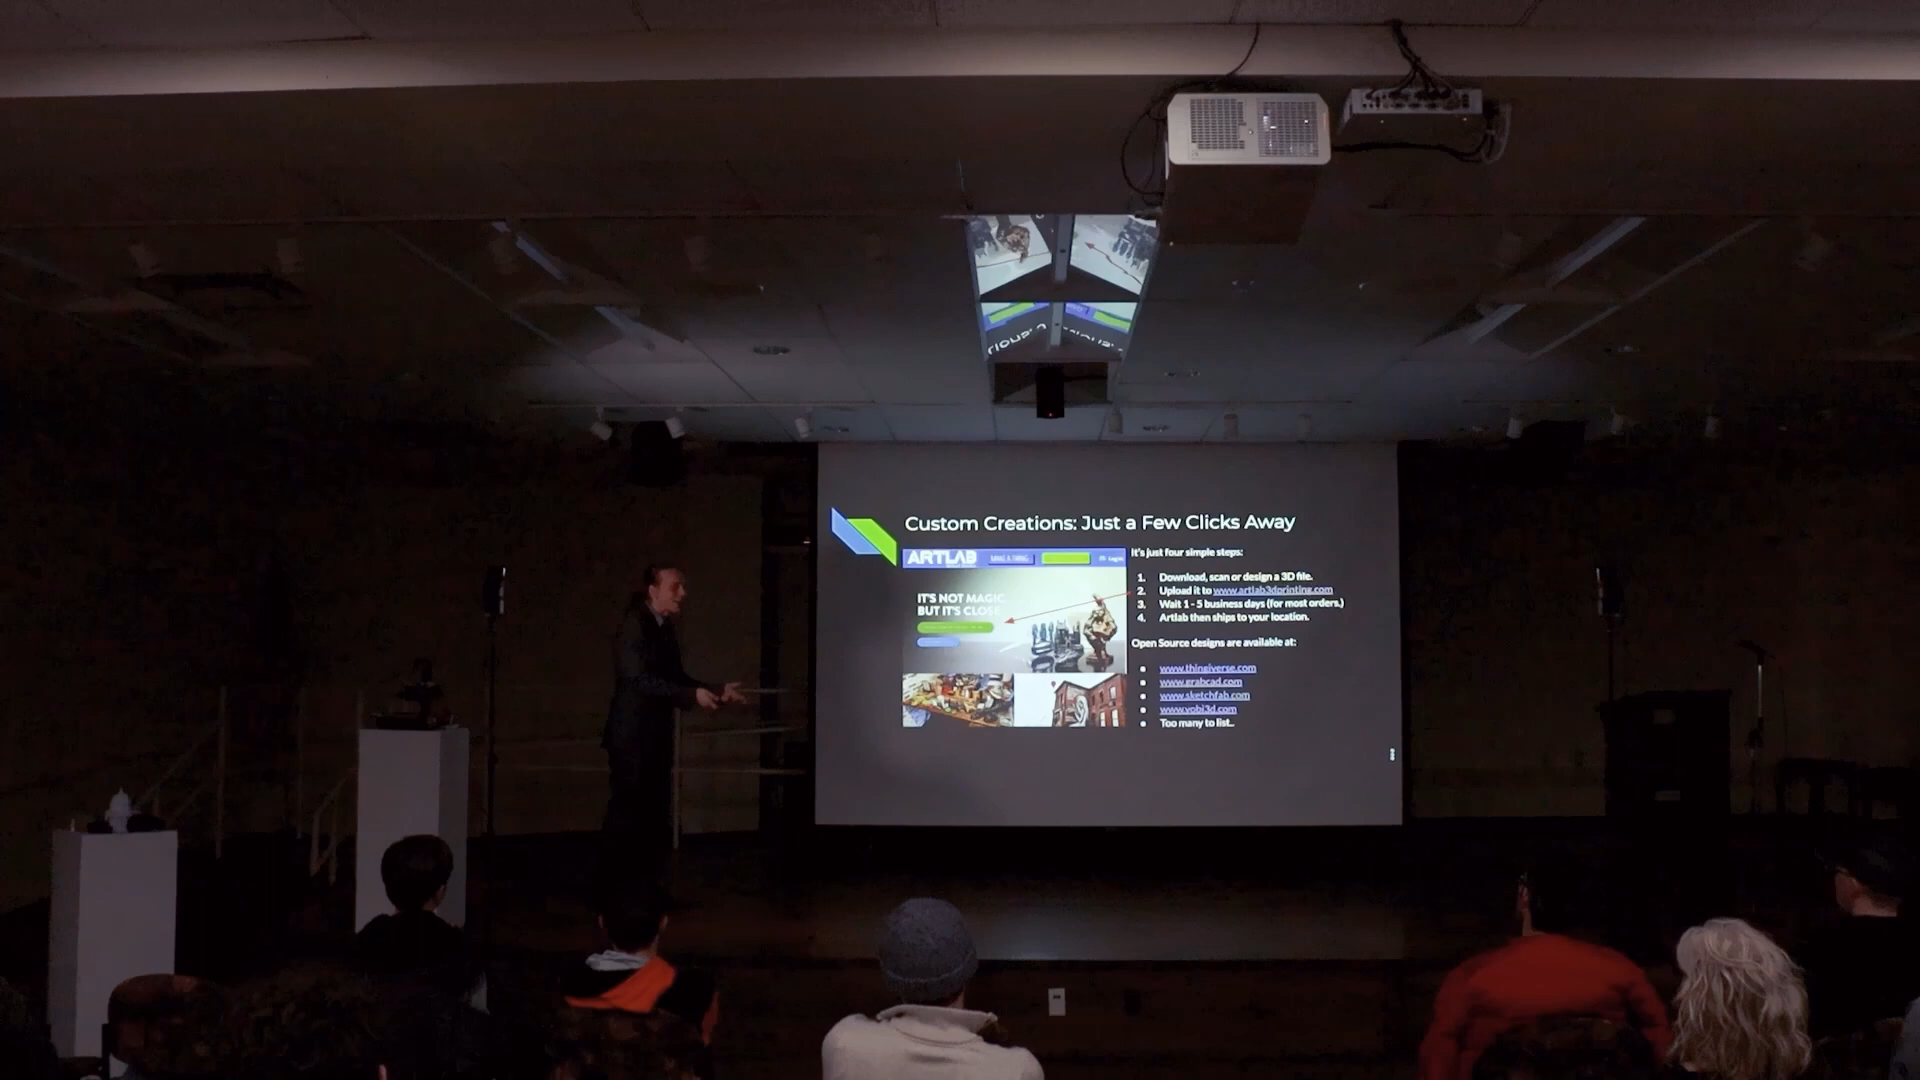 Custom Creations: Just a Few Clicks Away
ARTLAB
MAKE A THING
Login
IT'S NOT MAGIC,
BUT IT'S CLOSE
It's just four simple steps:
1. Download, scan or design a 3D file.
2. Upload it to www.artlab3dprinting.com
3. Wait 1 - 5 business days (for most orders.)
4. Artlab then ships to your location.
Open Source designs are available at:
www.thingiverse.com
www.grabcad.com
www.sketchfab.com
www.yobi3d.com
Too many to list..